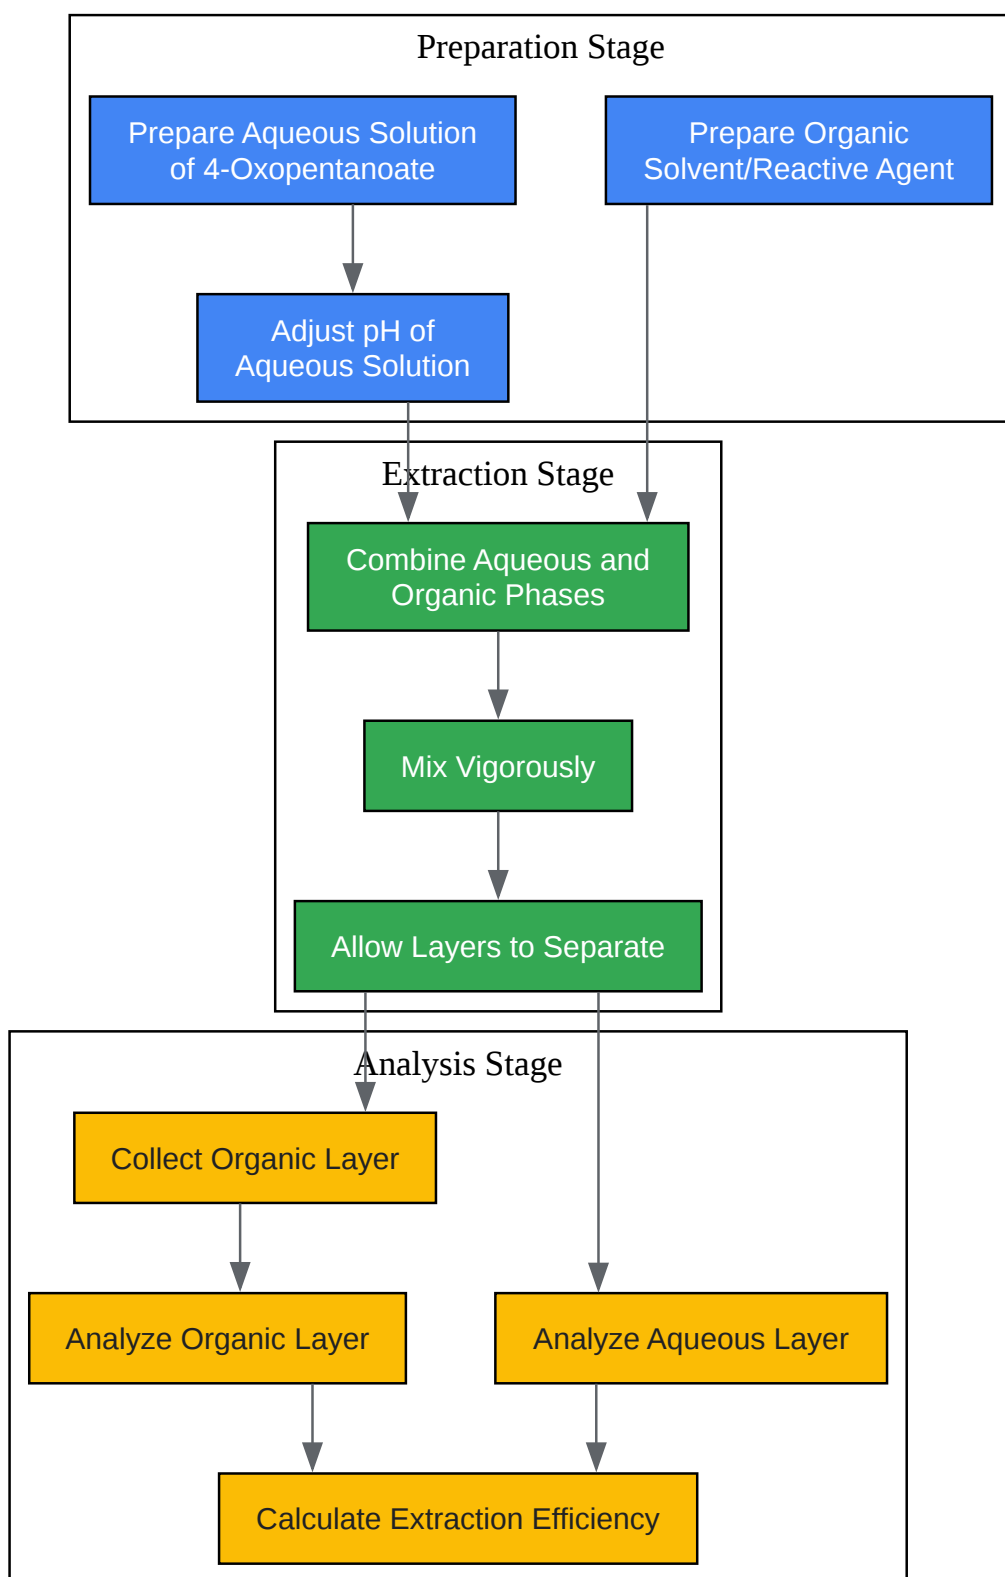 Preparation Stage
Prepare Aqueous Solution
of 4-Oxopentanoate
Prepare Organic
Solvent/Reactive Agent
Adjust pH of
Aqueous Solution
Extraction Stage
Combine Aqueous and
Organic Phases
Mix Vigorously
Allow Layers to Separate
Analysis Stage
Collect Organic Layer
Analyze Organic Layer
Analyze Aqueous Layer
Calculate Extraction Efficiency